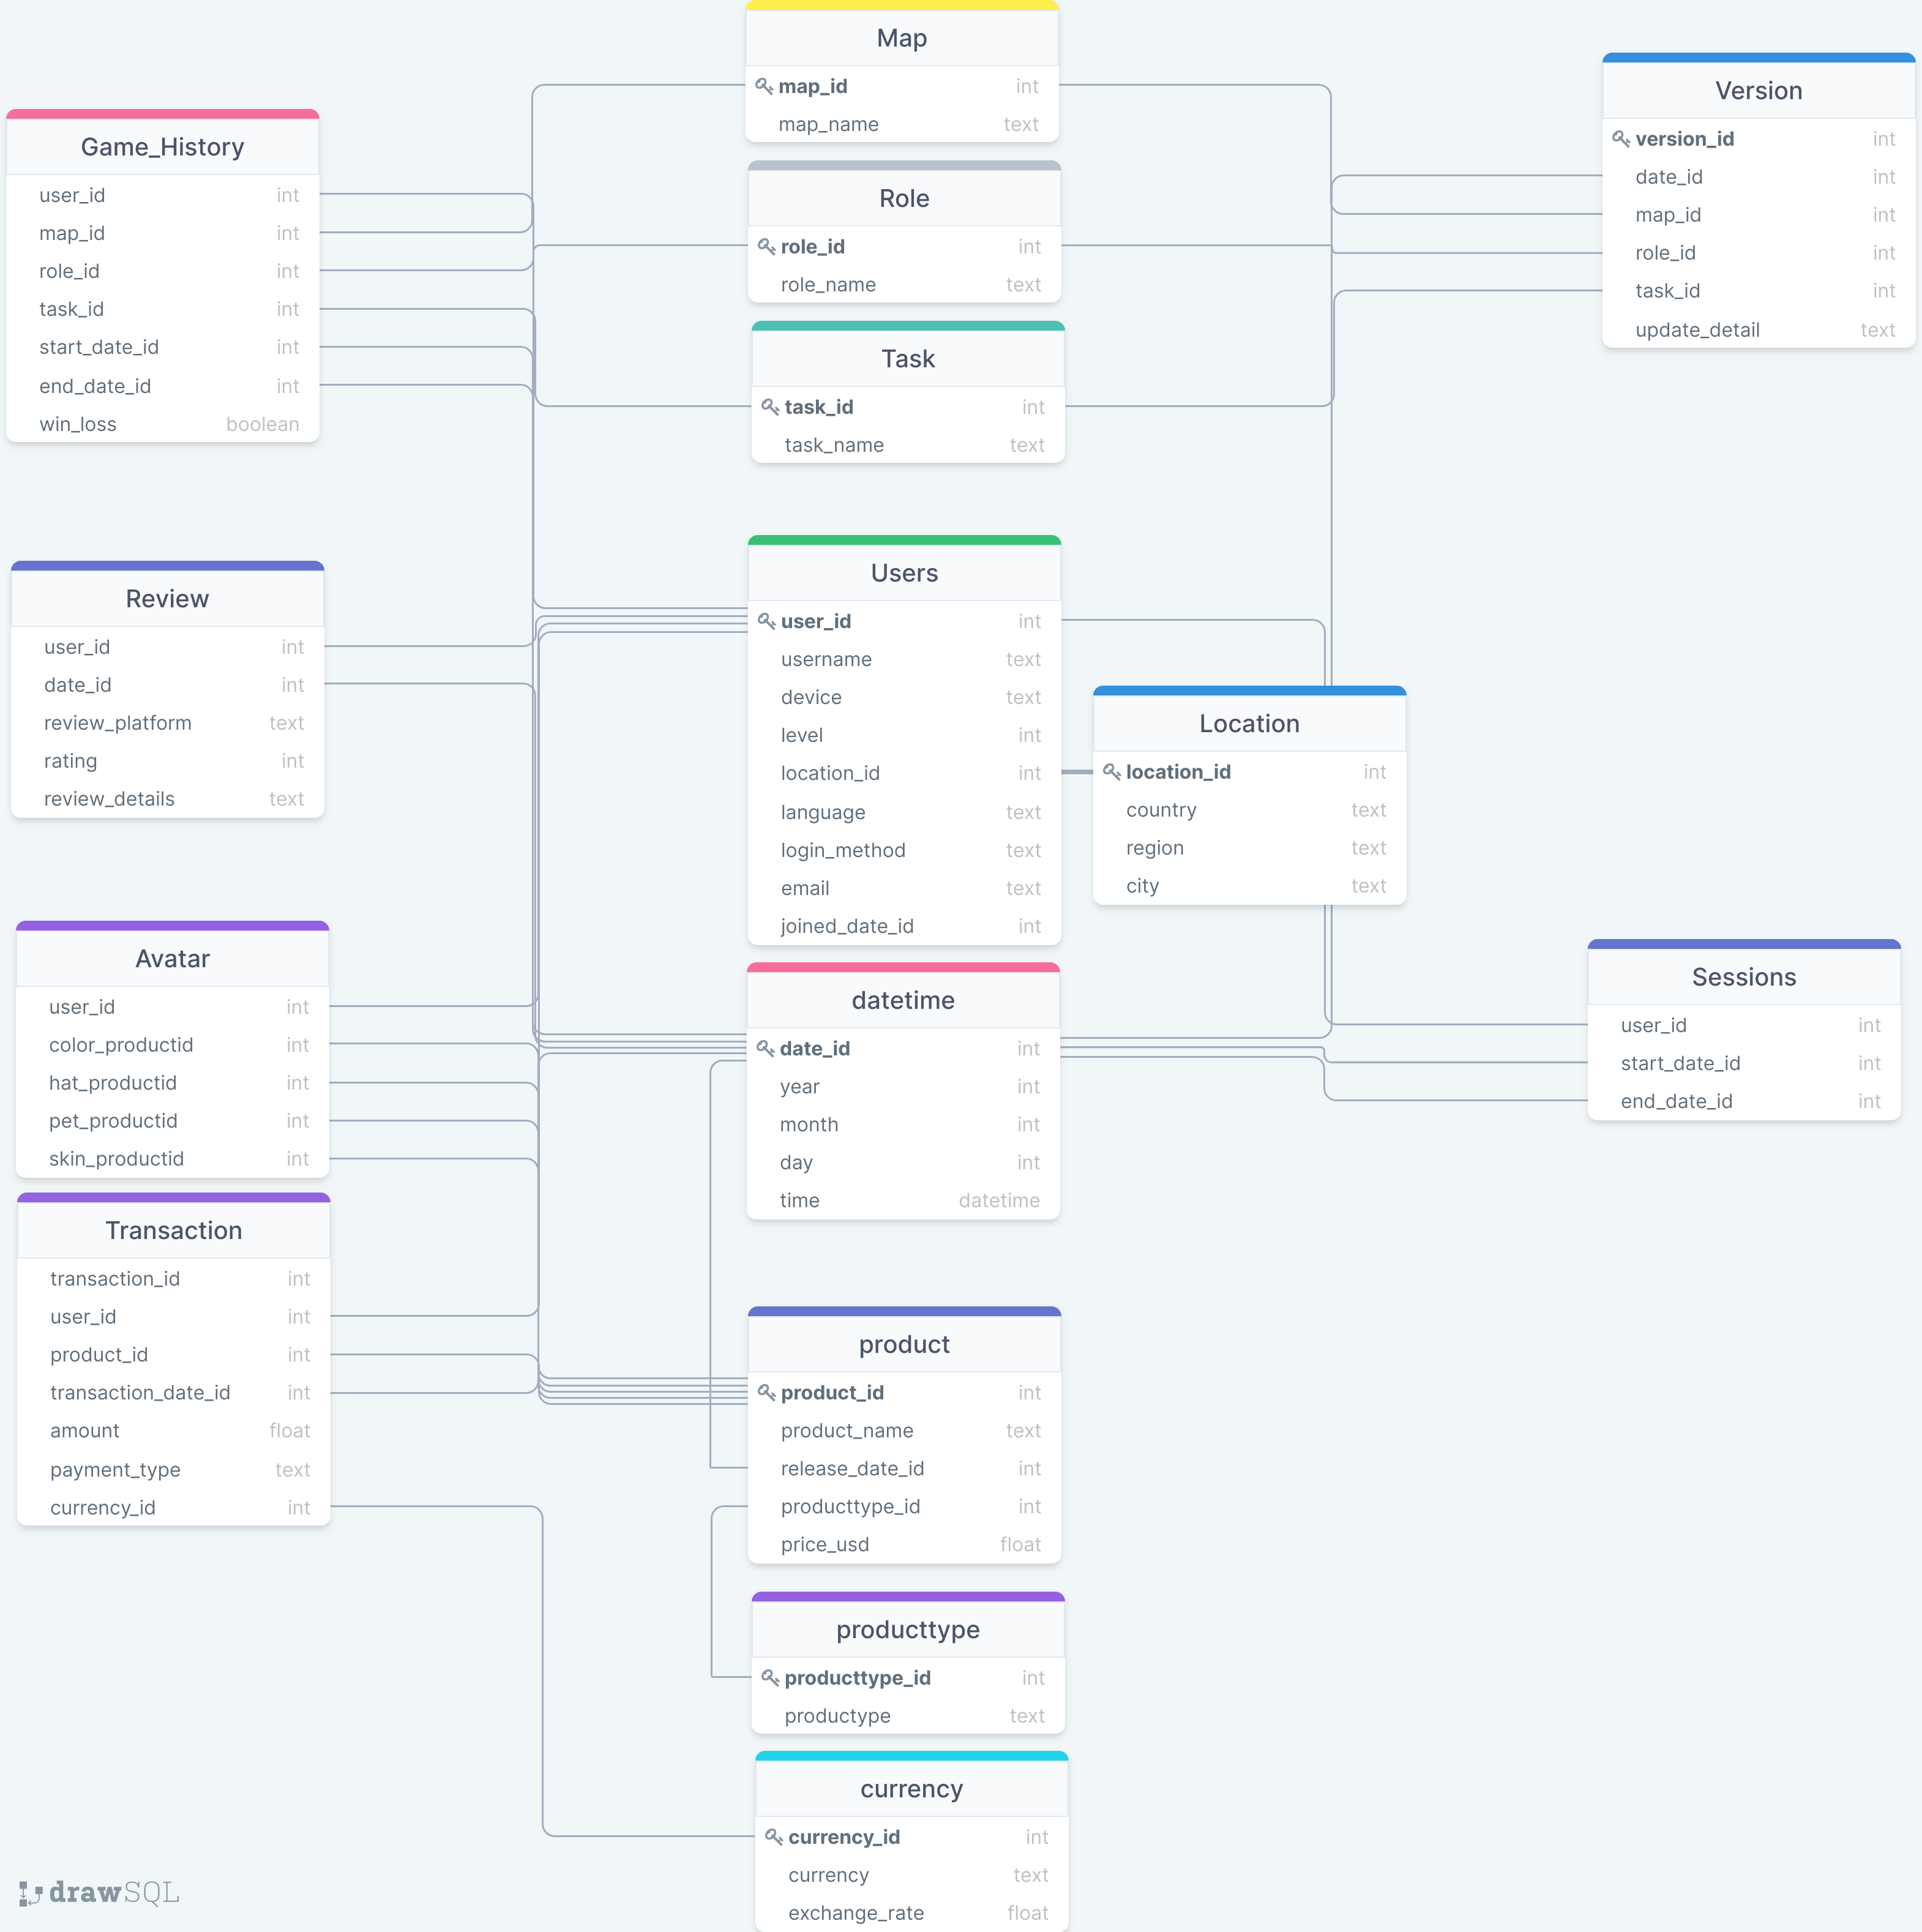 Map
map_id int
map_name text
Version
version_id int
date_id int
map_id int
role_id int
task_id int
update_detail text
Game_History
user_id int
map_id int
role_id int
task_id int
start_date_id int
end_date_id int
win_loss boolean
Role
role_id int
role_name text
Task
task_id int
task_name text
Users
user_id int
username text
device text
level int
location_id int
language text
login_method text
email text
joined_date_id int
Review
user_id int
date_id int
review_platform text
rating int
review_details text
Location
location_id int
country text
region text
city text
Avatar
user_id int
color_productid int
hat_productid int
pet_productid int
skin_productid int
datetime
date_id int
year int
month int
day int
time datetime
Sessions
user_id int
start_date_id int
end_date_id int
Transaction
transaction_id int
user_id int
product_id int
transaction_date_id int
amount float
payment_type text
currency_id int
product
product_id int
product_name text
release_date_id int
producttype_id int
price_usd float
producttype
producttype_id int
productype text
currency
currency_id int
currency text
exchange_rate float
drawSQL